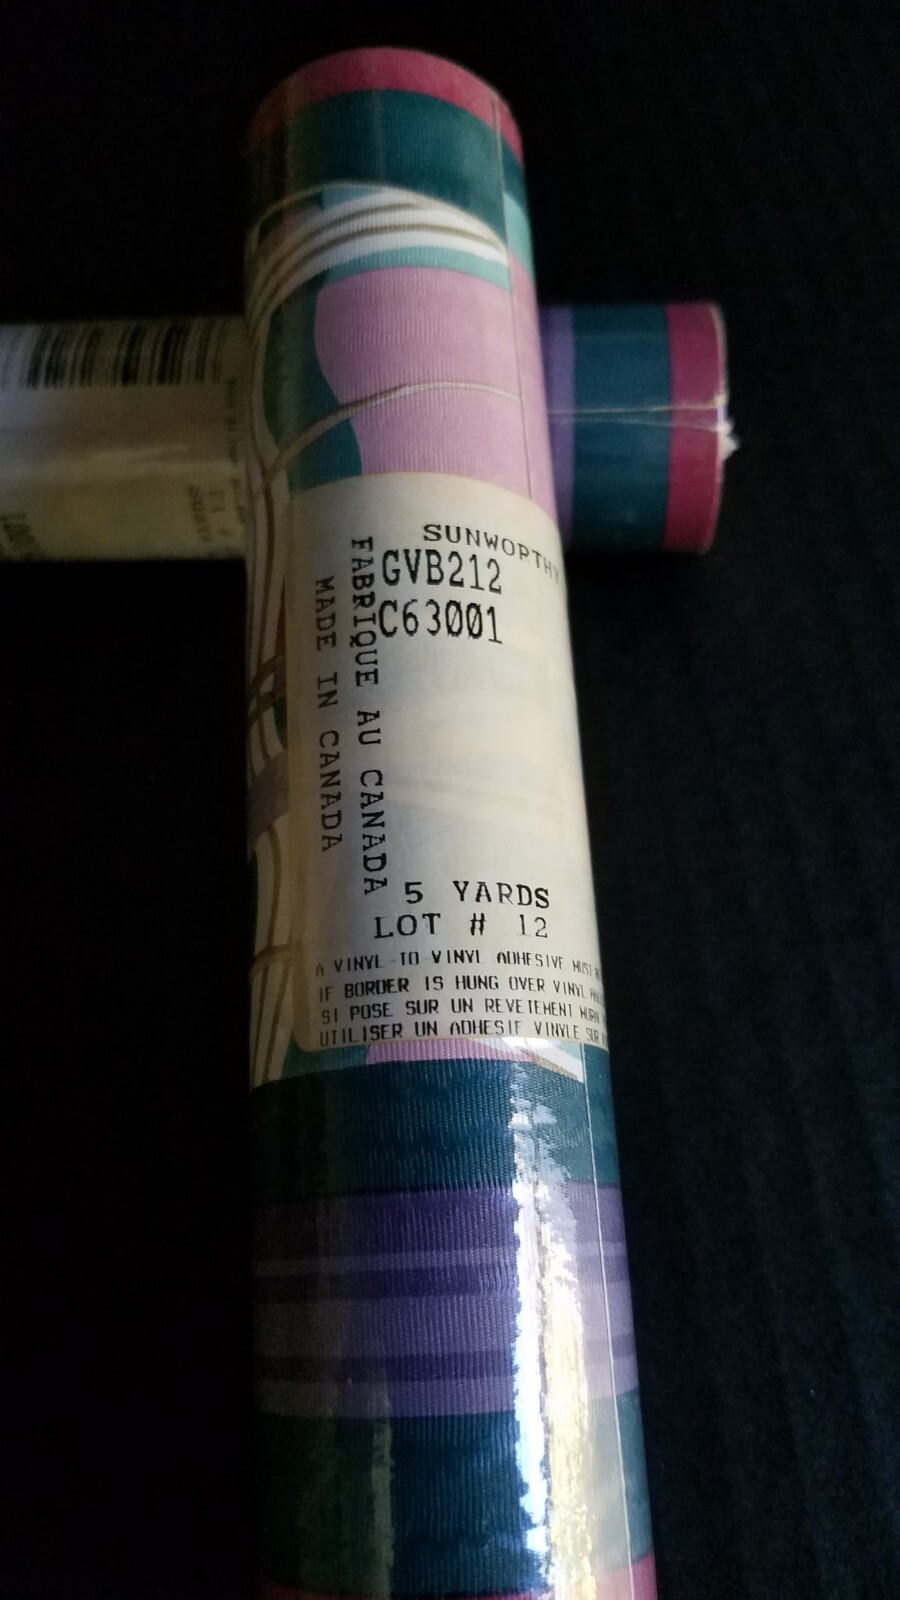 SUNWORTHY
GVB212
C63001
FABRIQUE AU CANADA
MADE IN CANADA
5 YARDS
LOT # 12
A VINYL-TO-VINYL ADHESIVE MUST
IF BORDER IS HUNG OVER VINYL
SI POSE SUR UN REVETEMENT
UTILISER UN ADHESIF VINYLE SUR